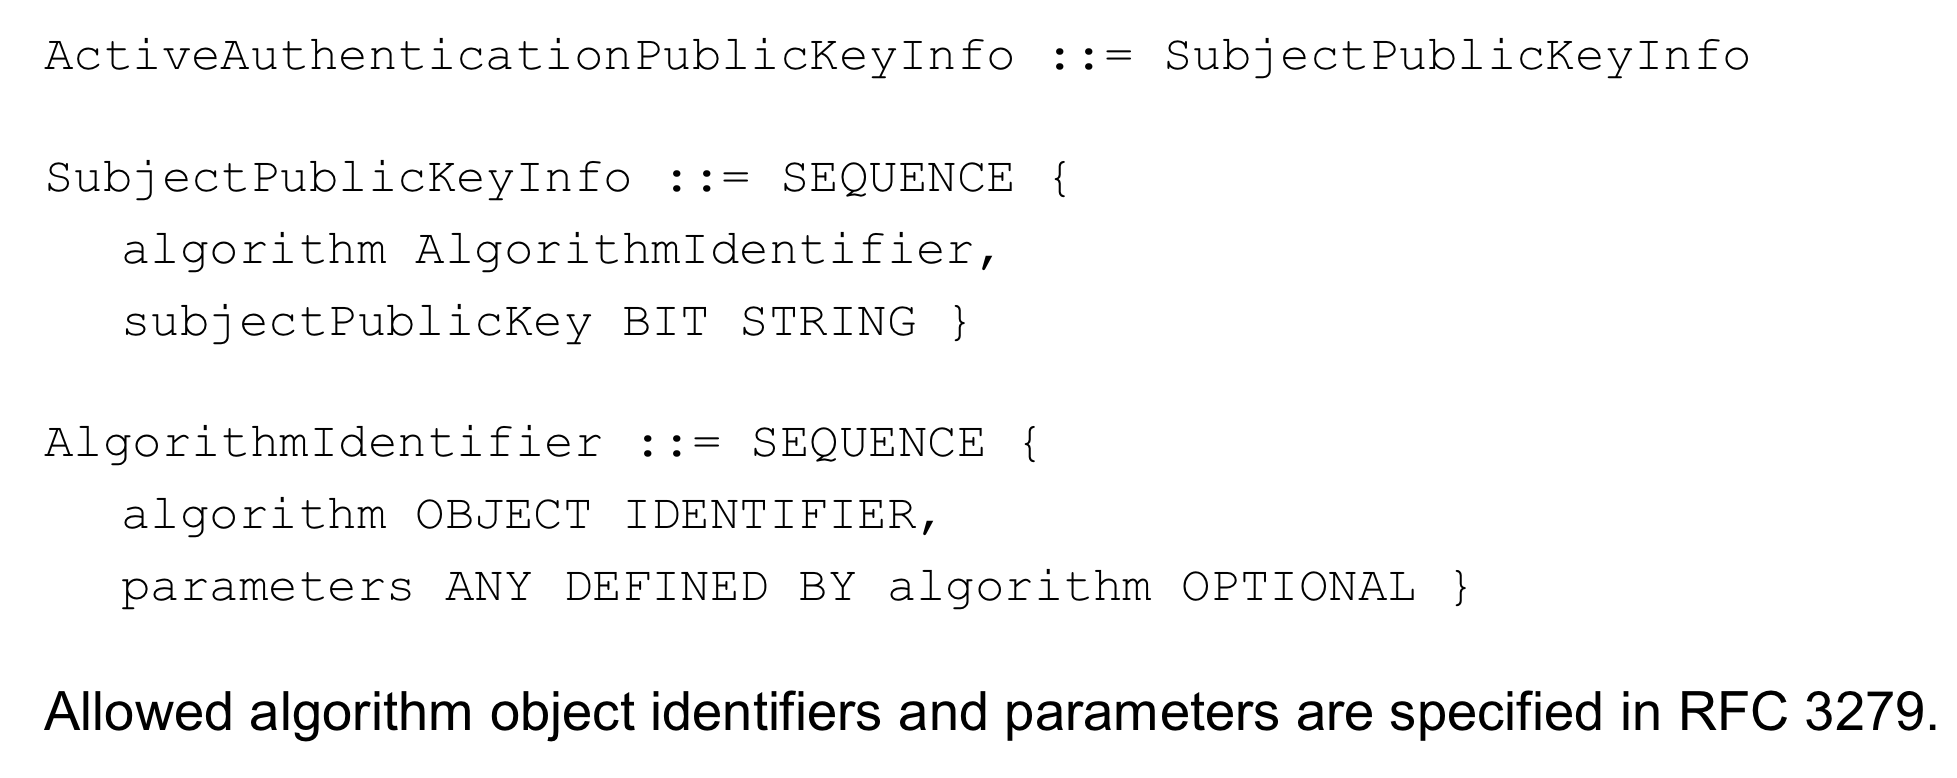 ActiveAuthenticationPublicKeyInfo ::= SubjectPublicKeyInfo
SubjectPublicKeyInfo ::= SEQUENCE {
algorithm AlgorithmIdentifier,
subjectPublicKey BIT STRING }
AlgorithmIdentifier ::= SEQUENCE {
algorithm OBJECT IDENTIFIER,
parameters ANY DEFINED BY algorithm OPTIONAL }
Allowed algorithm object identifiers and parameters are specified in RFC 3279.